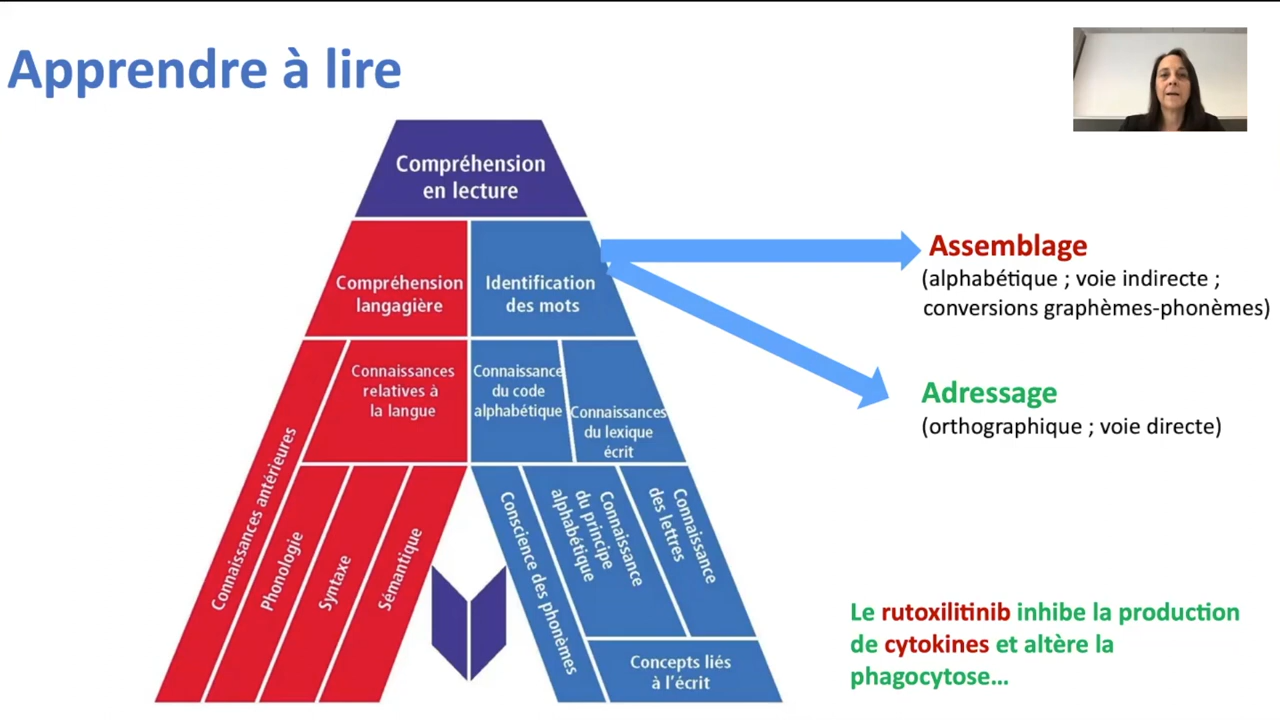 Apprendre à lire
Compréhension
en lecture
Compréhension
langagière
Identification
des mots
Connaissances
relatives à
la langue
Connaissance
du code
alphabétique
Connaissances
du lexique
écrit
Connaissances antérieures
Phonologie
Syntaxe
Sémantique
Conscience des phonèmes
Connaissance
du principe
alphabétique
Connaissance
des lettres
Concepts liés
à l'écrit
Assemblage
(alphabétique ; voie indirecte ;
conversions graphèmes-phonèmes)
Adressage
(orthographique ; voie directe)
Le rutoxilitinib inhibe la production
de cytokines et altère la
phagocytose...